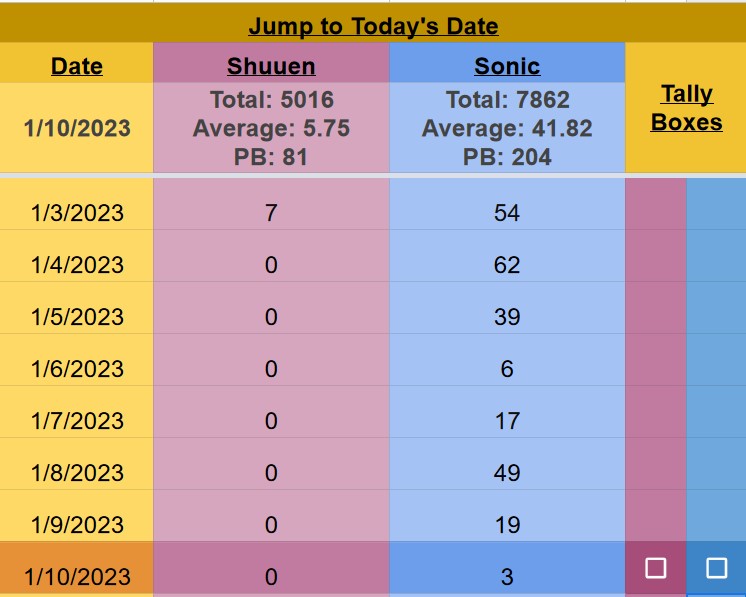 Jump to Today's Date
Date Shuuen Sonic Tally Boxes
1/10/2023 Total: 5016 Total: 7862
Average: 5.75 Average: 41.82
PB: 81 PB: 204
1/3/2023 7 54
1/4/2023 0 62
1/5/2023 0 39
1/6/2023 0 6
1/7/2023 0 17
1/8/2023 0 49
1/9/2023 0 19
1/10/2023 0 3